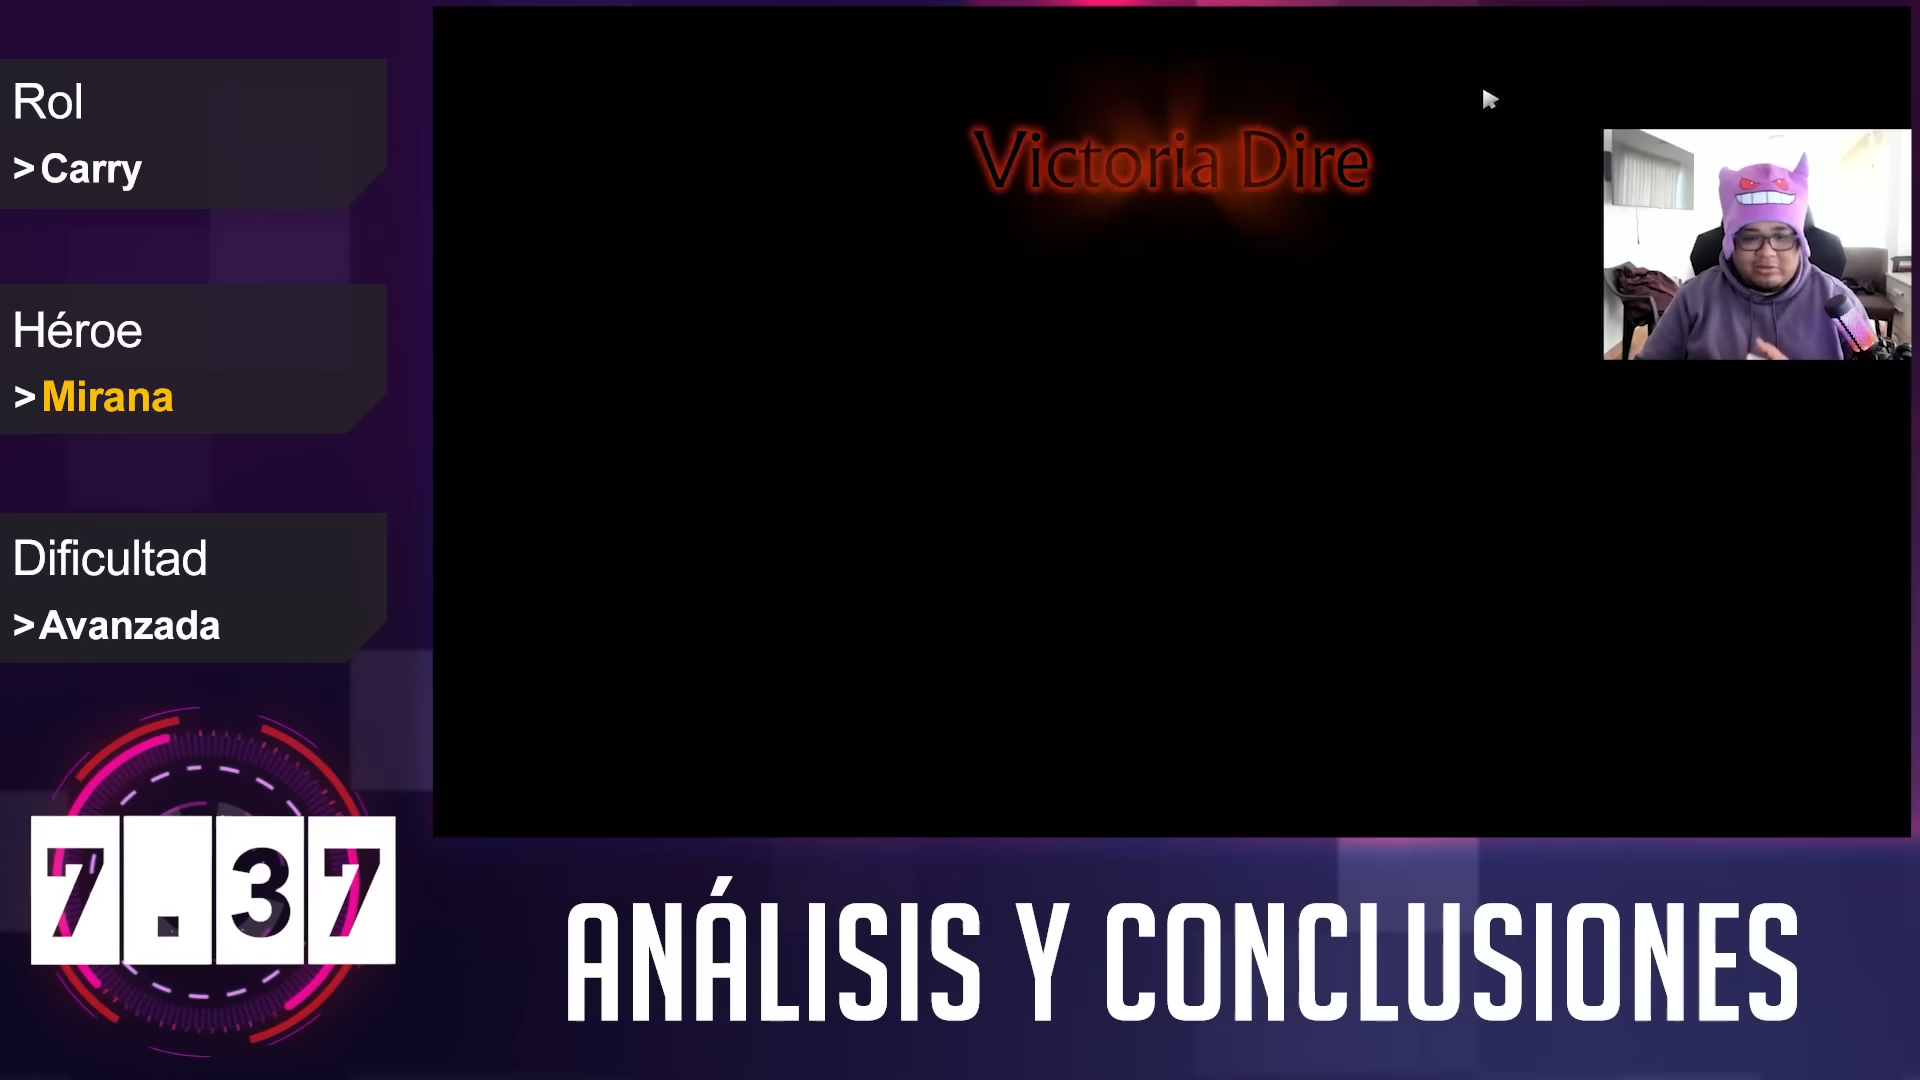 Rol
>Carry
Héroe
>Mirana
Dificultad
>Avanzada
7.37
Victoria Dire
ANÁLISIS Y CONCLUSIONES